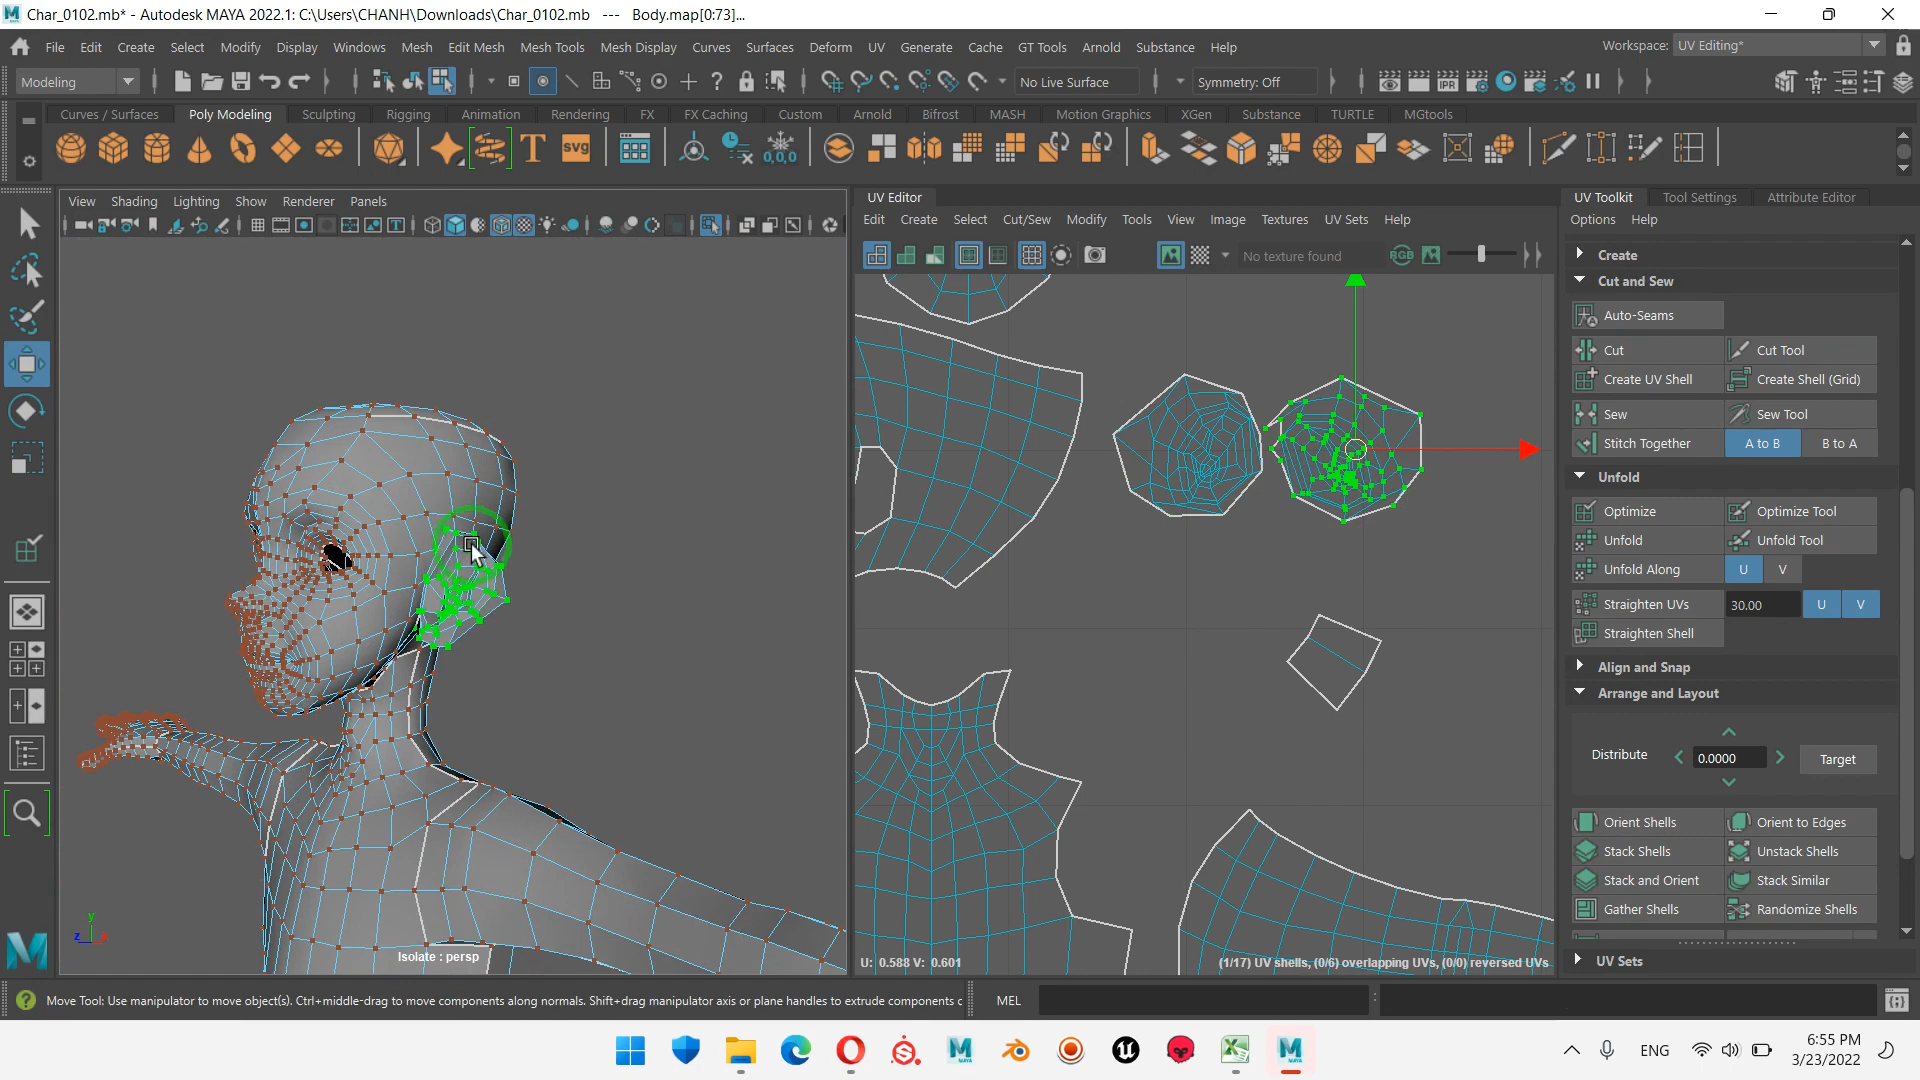 Char_0102.mb* - Autodesk MAYA 2022.1: C:\Users\CHANH\Downloads\Char_0102.mb --- Body.map[0:73]...
File Edit Create Select Modify Display Windows Mesh Edit Mesh Mesh Tools Mesh Display Curves Surfaces Deform UV Generate Cache GT Tools Arnold Substance Help Workspace: UV Editing*
Modeling No Live Surface Symmetry: Off IPR
Curves / Surfaces Poly Modeling Sculpting Rigging Animation Rendering FX FX Caching Custom Arnold Bifrost MASH Motion Graphics XGen Substance TURTLE MGtools
svg 0,0,0
View Shading Lighting Show Renderer Panels
UV Editor
Edit Create Select Cut/Sew Modify Tools View Image Textures UV Sets Help
No texture found RGB
UV Toolkit Tool Settings Attribute Editor
Options Help
Create
Cut and Sew
Auto-Seams
Cut Cut Tool
Create UV Shell Create Shell (Grid)
Sew Sew Tool
Stitch Together A to B B to A
Unfold
Optimize Optimize Tool
Unfold Unfold Tool
Unfold Along U V
Straighten UVs 30.00 U V
Straighten Shell
Align and Snap
Arrange and Layout
Distribute 0.0000 Target
Orient Shells Orient to Edges
Stack Shells Unstack Shells
Stack and Orient Stack Similar
Gather Shells Randomize Shells
UV Sets
y
z x
Isolate : persp
U: 0.588 V: 0.601 (1/17) UV shells, (0/6) overlapping UVs, (0/0) reversed UVs
Move Tool: Use manipulator to move object(s). Ctrl+middle-drag to move components along normals. Shift+drag manipulator axis or plane handles to extrude components c
MEL
ENG
6:55 PM
3/23/2022